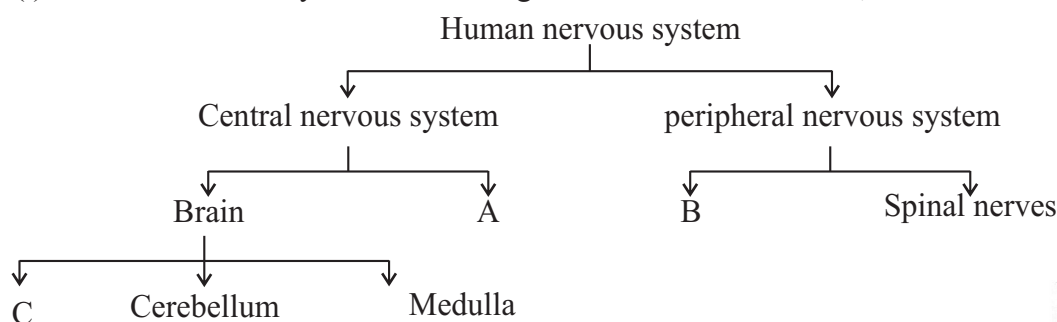 Human nervous system
Central nervous system peripheral nervous system
Brain A B Spinal nerves
C Cerebellum Medulla